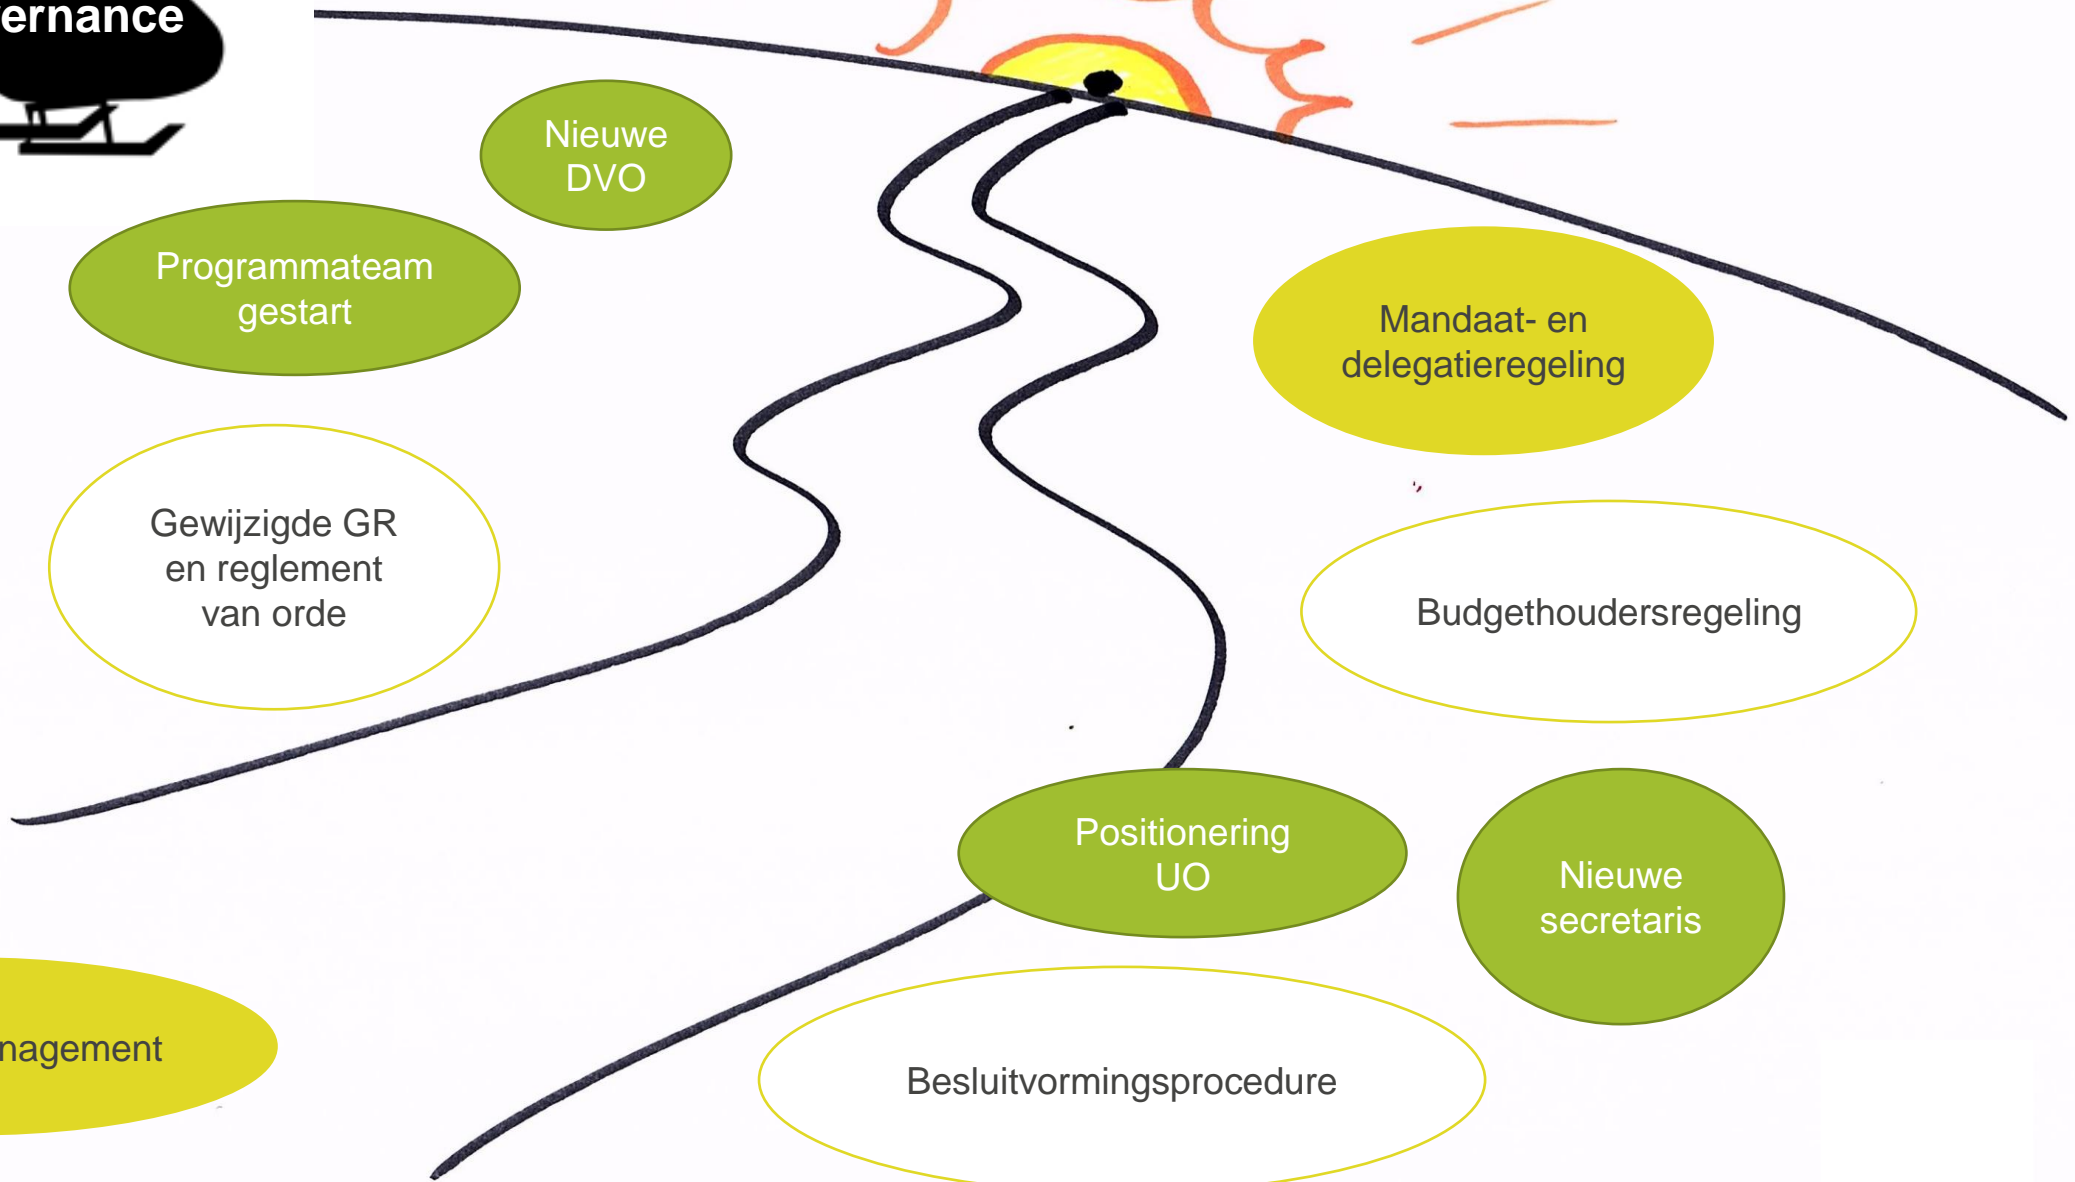 ernance
Nieuwe
DVO
Programmateam
gestart
Mandaat- en
delegatieregeling
Gewijzigde GR
en reglement
van orde
Budgethoudersregeling
Positionering
UO
Nieuwe
secretaris
nagement
Besluitvormingsprocedure